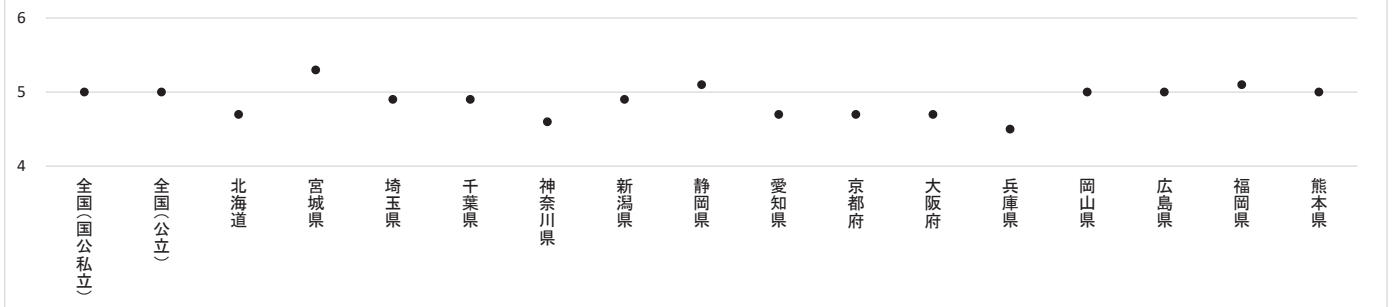 6
5
4
全国(国公私立)
全国(公立)
北海道
宮城県
埼玉県
千葉県
神奈川県
新潟県
静岡県
愛知県
京都府
大阪府
兵庫県
岡山県
広島県
福岡県
熊本県